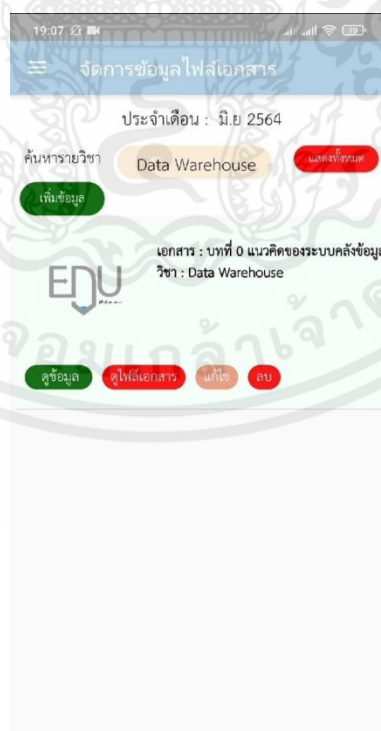 19:07
จัดการข้อมูลไฟล์เอกสาร
ประจำเดือน : มิ.ย 2564
ค้นหารายวิชา Data Warehouse แสดงทั้งหมด
เพิ่มข้อมูล
เอกสาร : บทที่ 0 แนวคิดของระบบคลังข้อมูล
วิชา : Data Warehouse
EDU
ดูข้อมูล ดูไฟล์เอกสาร แก้ไข ลบ